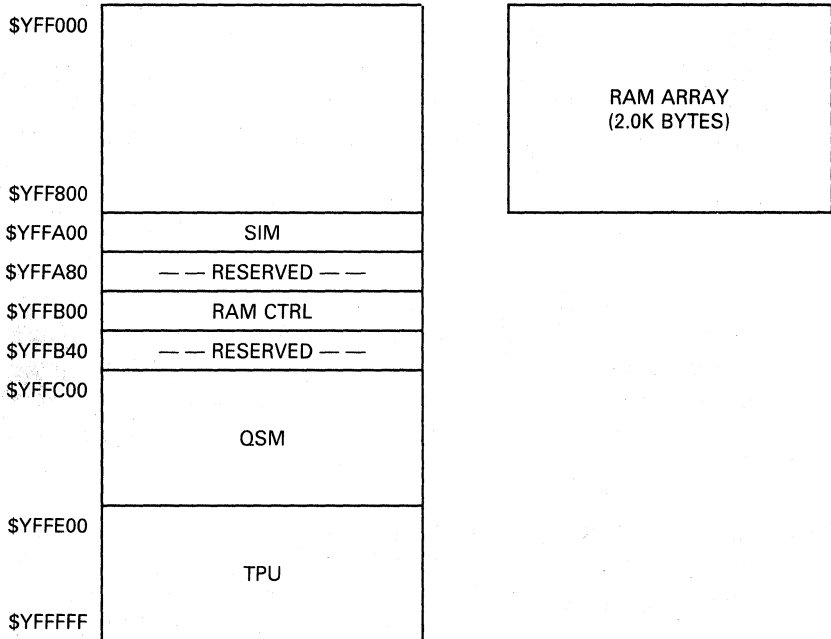 $YFF000
RAM ARRAY
(2.0K BYTES)
$YFF800
$YFFA00 SIM
$YFFA80 — — RESERVED — —
$YFFB00 RAM CTRL
$YFFB40 — — RESERVED — —
$YFFC00
QSM
$YFFE00
TPU
$YFFFFF